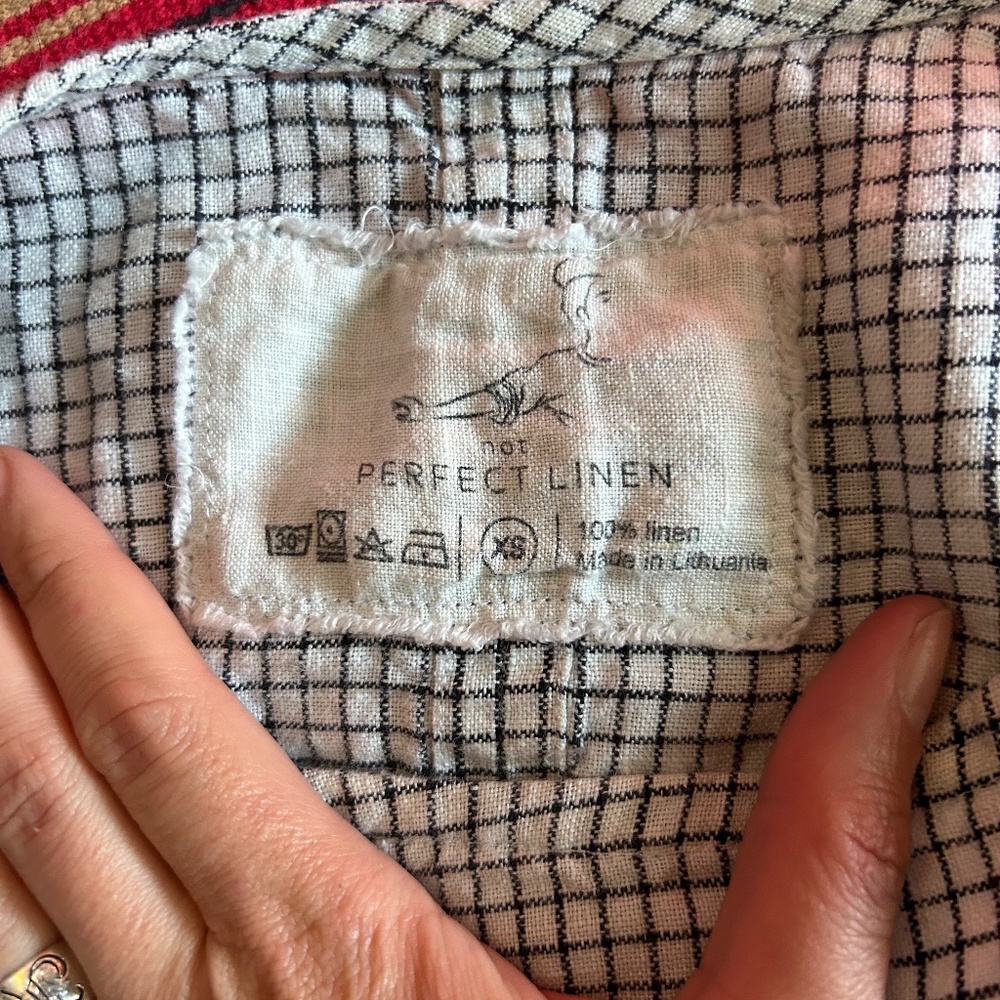 not
PERFECT LINEN
30°
XS
100% linen
Made in Lithuania